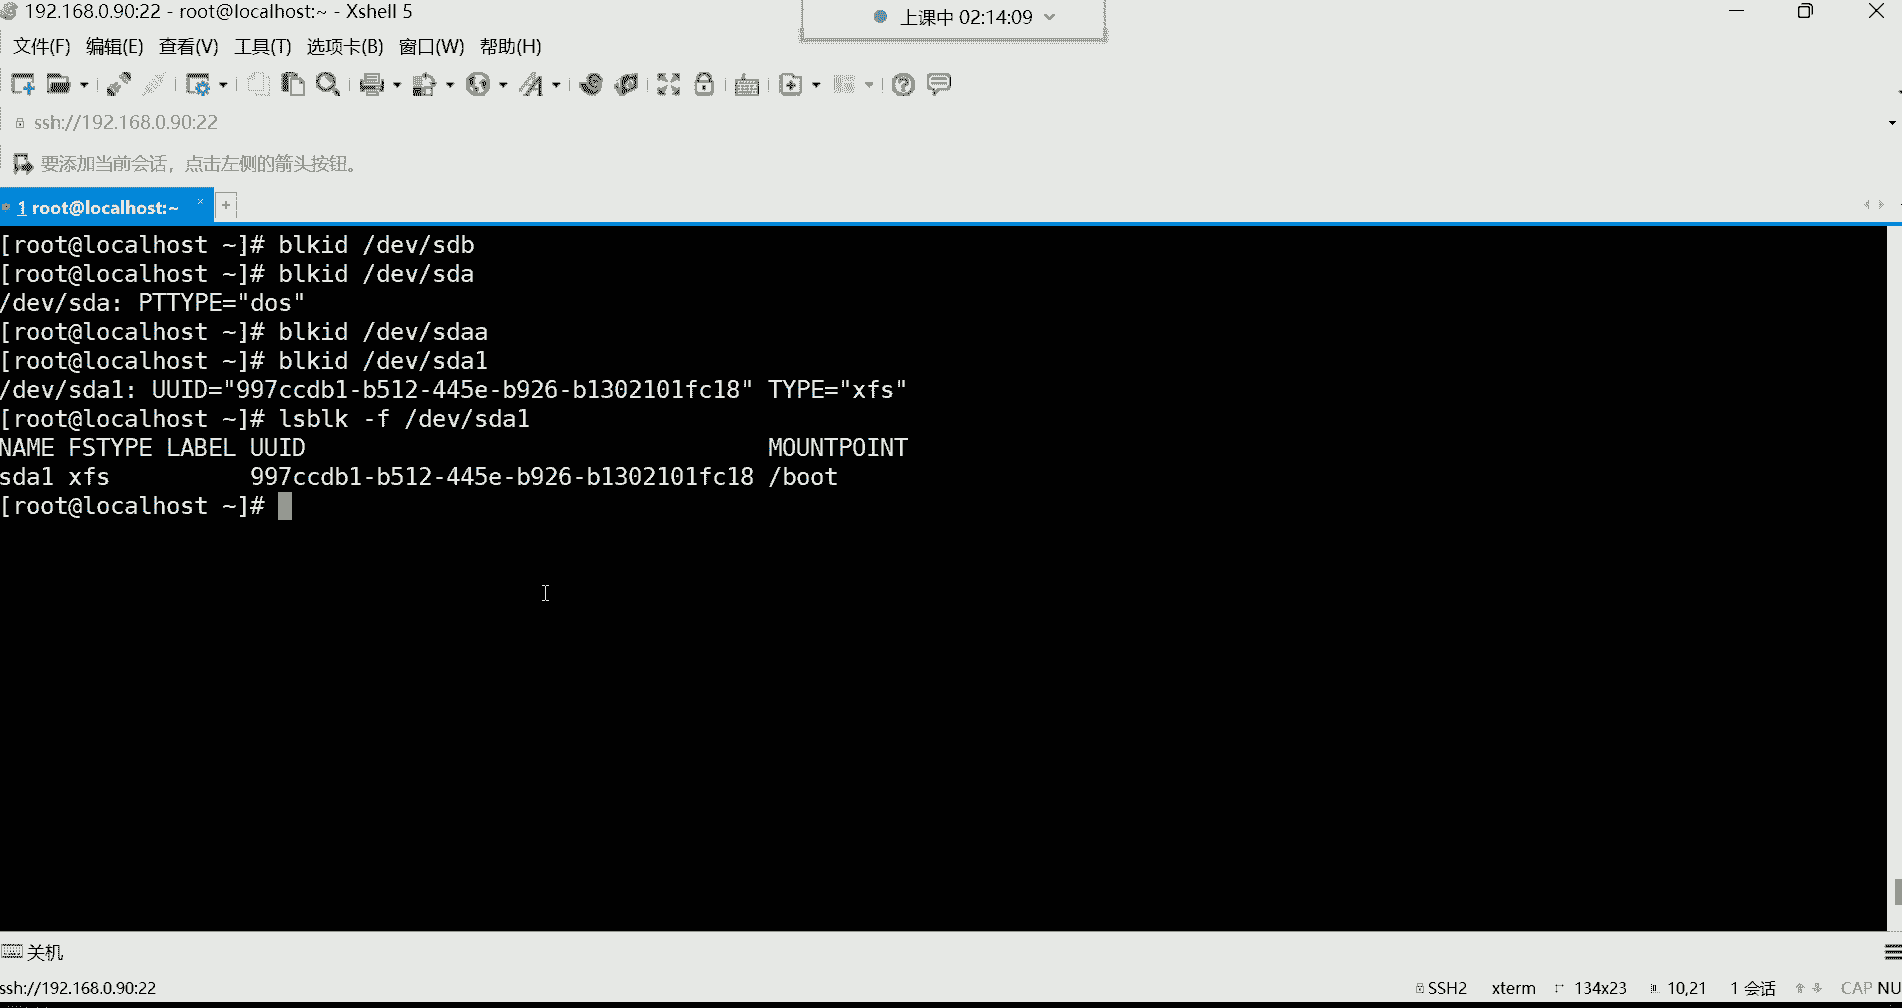 192.168.0.90:22 - root@localhost:~ - Xshell 5
上课中 02:14:09
文件(F) 编辑(E) 查看(V) 工具(T) 选项卡(B) 窗口(W) 帮助(H)
ssh://192.168.0.90:22
要添加当前会话，点击左侧的箭头按钮。
1 root@localhost:~
[root@localhost ~]# blkid /dev/sdb
[root@localhost ~]# blkid /dev/sda
/dev/sda: PTTYPE="dos"
[root@localhost ~]# blkid /dev/sdaa
[root@localhost ~]# blkid /dev/sda1
/dev/sda1: UUID="997ccdb1-b512-445e-b926-b1302101fc18" TYPE="xfs"
[root@localhost ~]# lsblk -f /dev/sda1
NAME FSTYPE LABEL UUID MOUNTPOINT
sda1 xfs 997ccdb1-b512-445e-b926-b1302101fc18 /boot
[root@localhost ~]#
关机
ssh://192.168.0.90:22 SSH2 xterm 134x23 10,21 1 会话 CAP NU